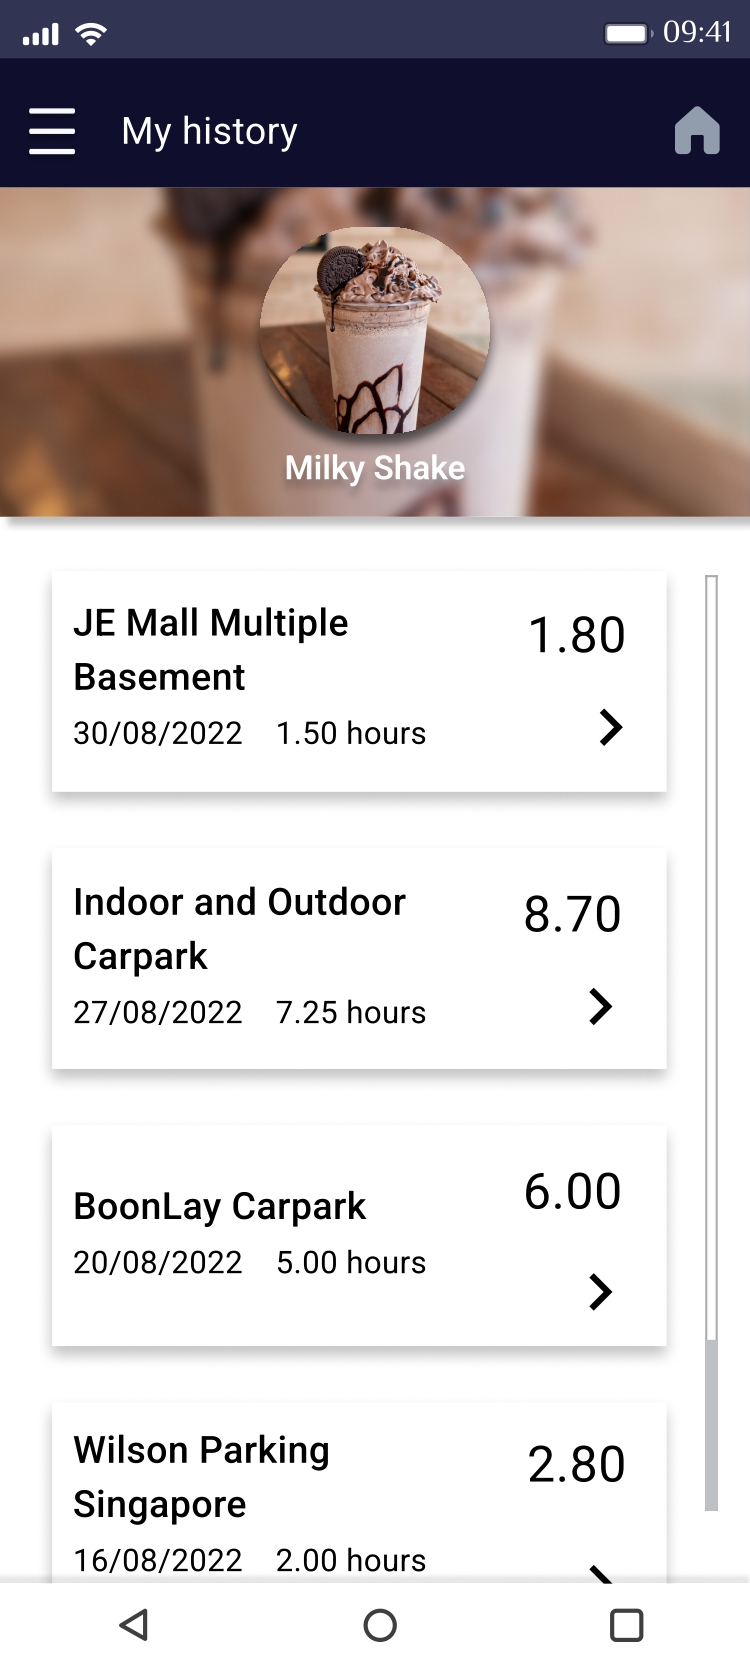 09:41
My history
Milky Shake
JE Mall Multiple
Basement
1.80
30/08/2022 1.50 hours
Indoor and Outdoor
Carpark
8.70
27/08/2022 7.25 hours
BoonLay Carpark
6.00
20/08/2022 5.00 hours
Wilson Parking
Singapore
2.80
16/08/2022 2.00 hours